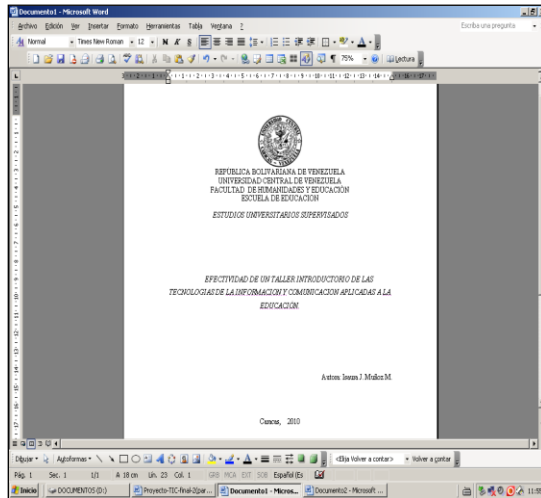 Documento1 - Microsoft Word
Archivo Edición Ver Insertar Formato Herramientas Tabla Ventana ?
Escriba una pregunta
Normal Times New Roman 12 N K S
75% Lectura
REPÚBLICA BOLIVARIANA DE VENEZUELA
UNIVERSIDAD CENTRAL DE VENEZUELA
FACULTAD DE HUMANIDADES Y EDUCACIÓN
ESCUELA DE EDUCACION
ESTUDIOS UNIVERSITARIOS SUPERVISADOS
EFECTIVIDAD DE UN TALLER INTRODUCTORIO DE LAS
TECNOLOGIAS DE LA INFORMACION Y COMUNICACION APLICADAS A LA
EDUCACIÓN.
Autora: Isaura J. Muñoz M.
Caracas, 2010
Dibujar Autoformas <Elija Volver a contar> Volver a contar
Pág. 1 Sec. 1 1/1 A 18 cm Lín. 23 Col. 1 GRB MCA EXT SOB Español (Es
Inicio DOCUMENTOS (D:) Proyecto-TIC-final-2par... Documento1 - Micros... Documento2 - Microsoft ... 11:55